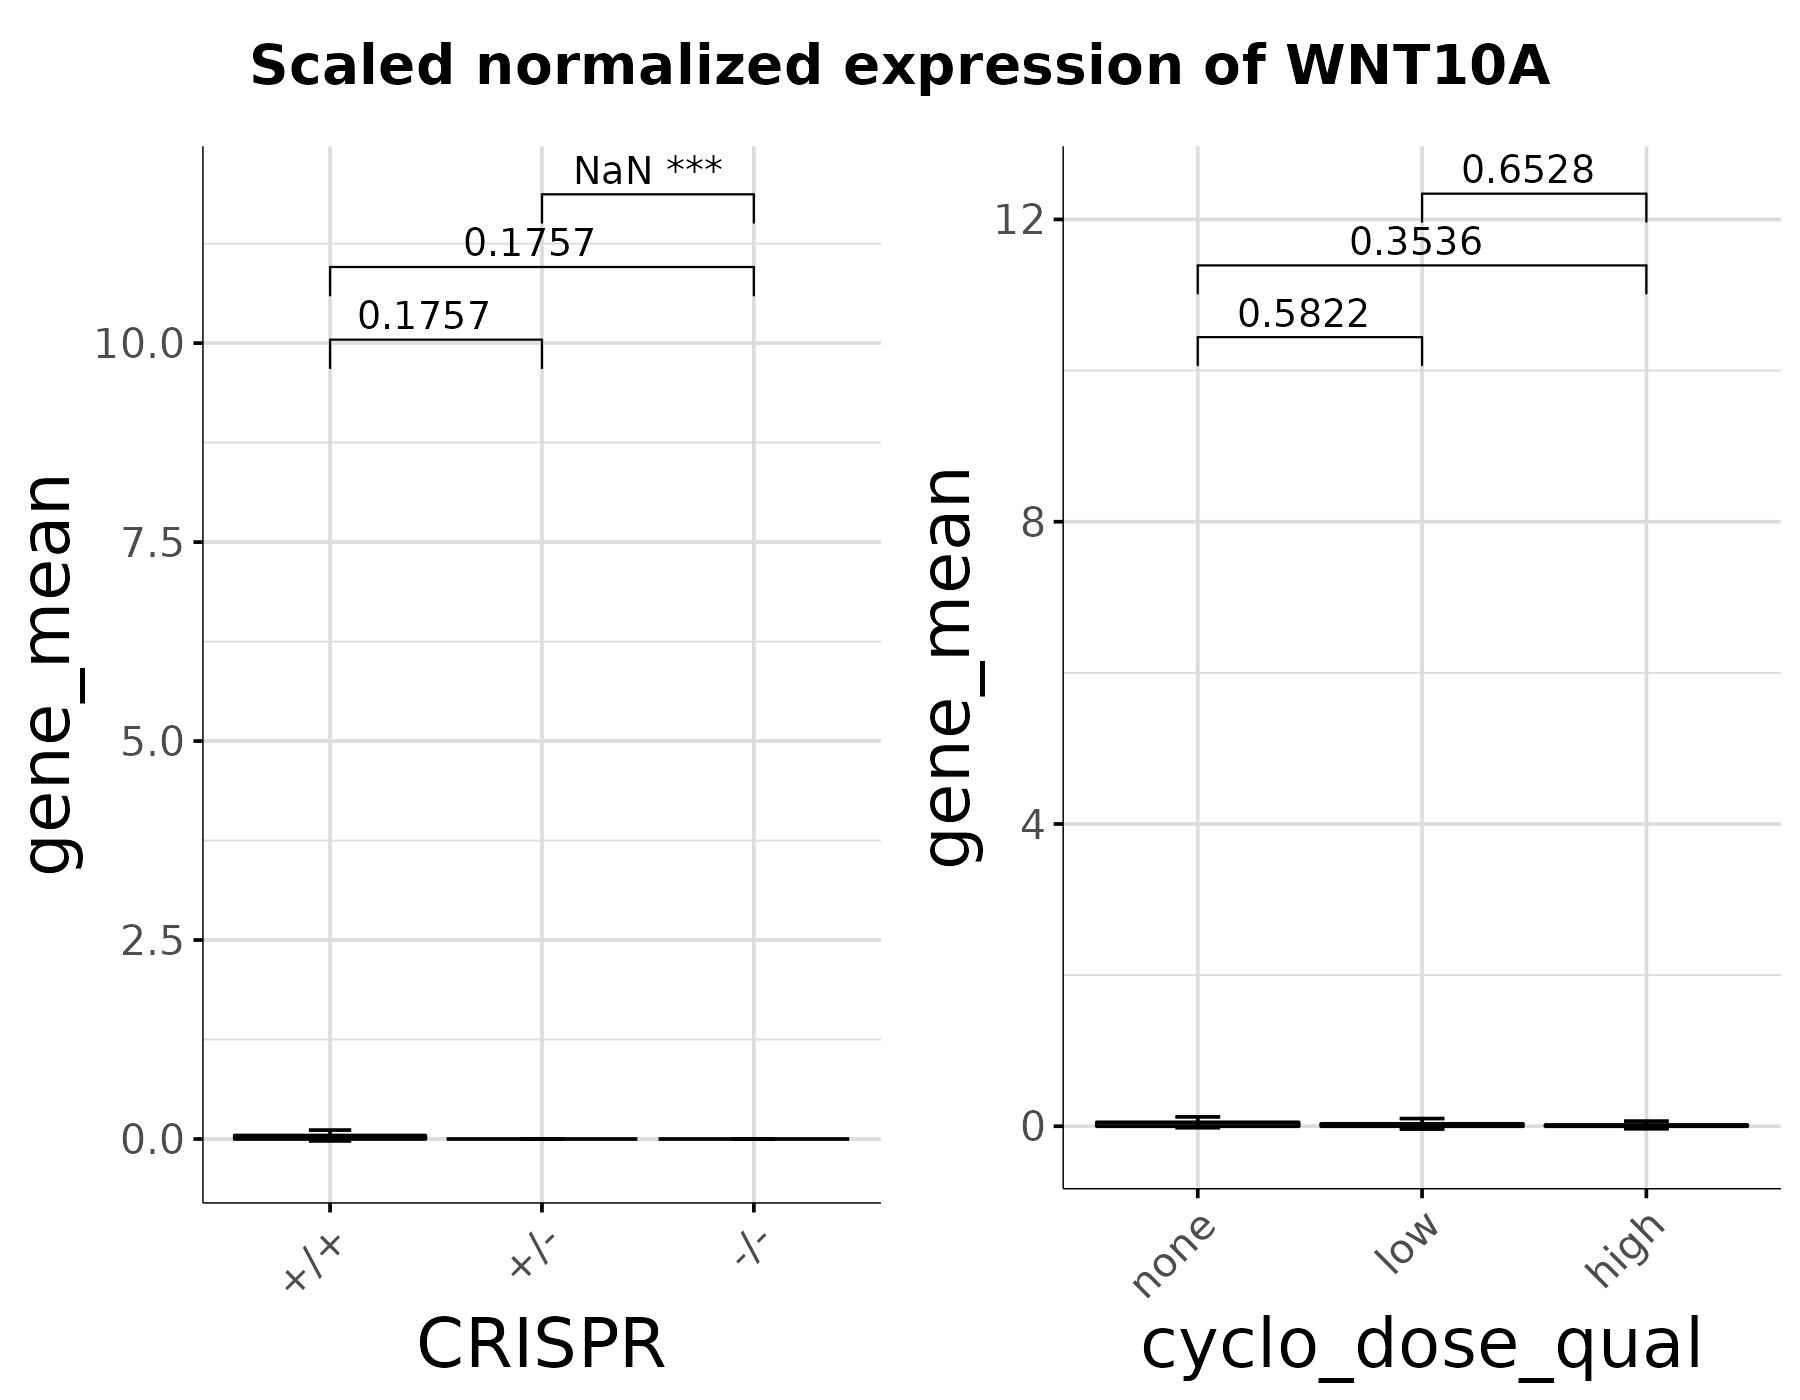 Scaled normalized expression of WNT10A
gene_mean
NaN ***
0.1757
0.1757
10.0
7.5
5.0
2.5
0.0
+/+
+/-
-/-
CRISPR
gene_mean
0.6528
12
0.3536
0.5822
8
4
0
none
low
high
cyclo_dose_qual